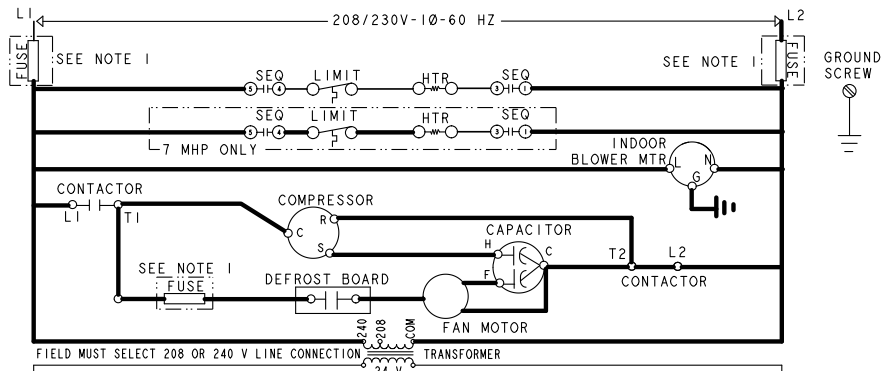 L1 208/230V-1Ø-60 HZ L2
FUSE SEE NOTE 1 SEE NOTE 1 FUSE GROUND SCREW
SEQ LIMIT HTR SEQ
5 4 3 1
SEQ LIMIT HTR SEQ
5 4 3 1
7 MHP ONLY
INDOOR
BLOWER MTR L N
G
CONTACTOR
L1 T1
COMPRESSOR
R
C
S
CAPACITOR
H C
F
T2 L2
CONTACTOR
SEE NOTE 1
FUSE
DEFROST BOARD
FAN MOTOR
240 208 COM
FIELD MUST SELECT 208 OR 240 V LINE CONNECTION TRANSFORMER
24 V